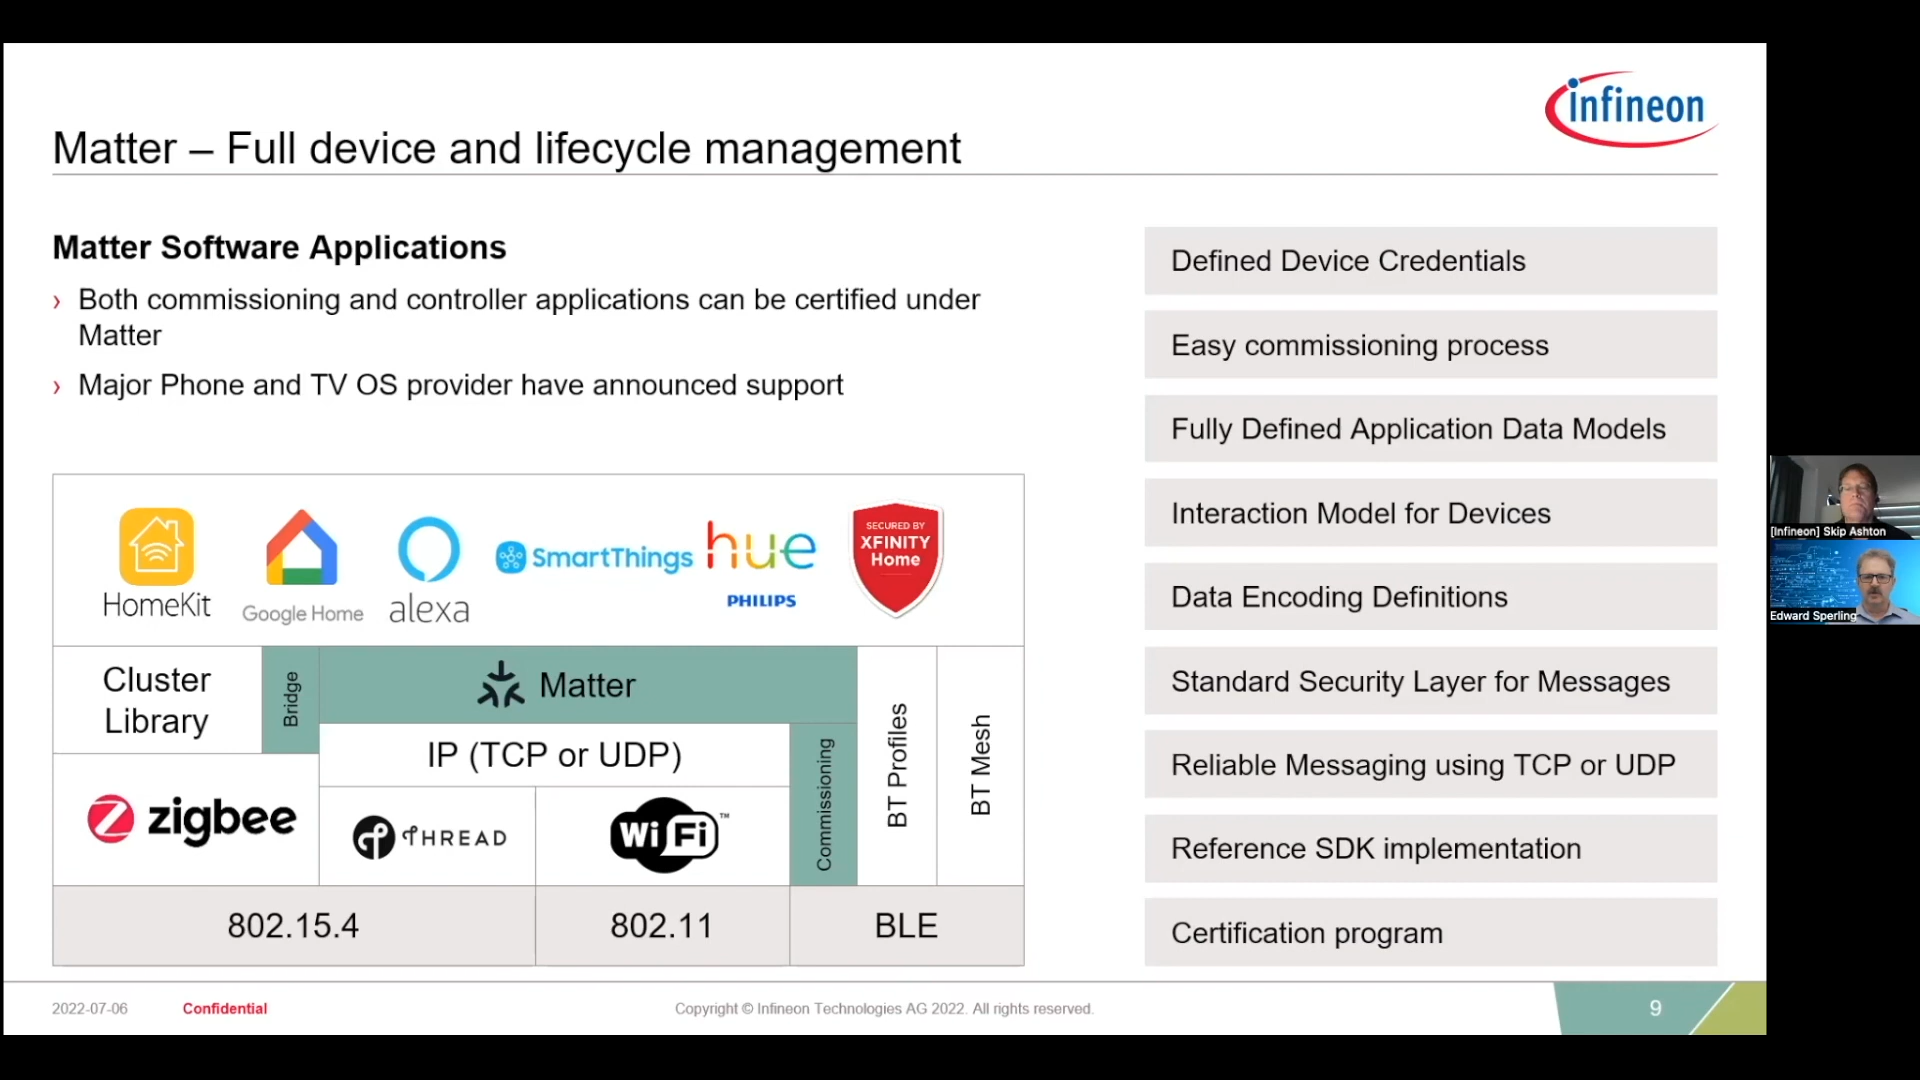 infineon
Matter – Full device and lifecycle management
Matter Software Applications
› Both commissioning and controller applications can be certified under
Matter
› Major Phone and TV OS provider have announced support
HomeKit
Google Home
alexa
SmartThings
hue
PHILIPS
SECURED BY
XFINITY
Home
Cluster
Library
Bridge
Matter
IP (TCP or UDP)
Commissioning
BT Profiles
BT Mesh
zigbee
THREAD
WiFi™
802.15.4
802.11
BLE
Defined Device Credentials
Easy commissioning process
Fully Defined Application Data Models
Interaction Model for Devices
Data Encoding Definitions
Standard Security Layer for Messages
Reliable Messaging using TCP or UDP
Reference SDK implementation
Certification program
[Infineon] Skip Ashton
Edward Sperling
2022-07-06
Confidential
Copyright © Infineon Technologies AG 2022. All rights reserved.
9